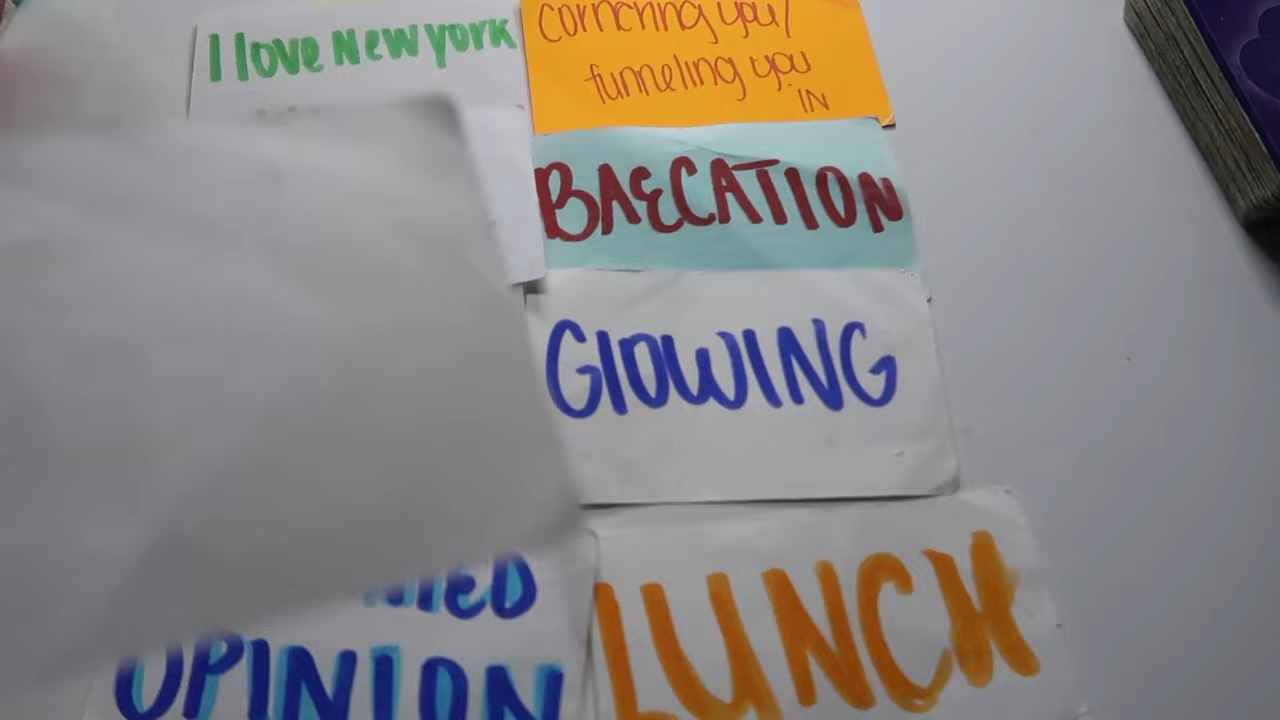 I love New york
cornering you/
funneling you
IN
BAECATION
GlOWING
OPINION
LUNCH